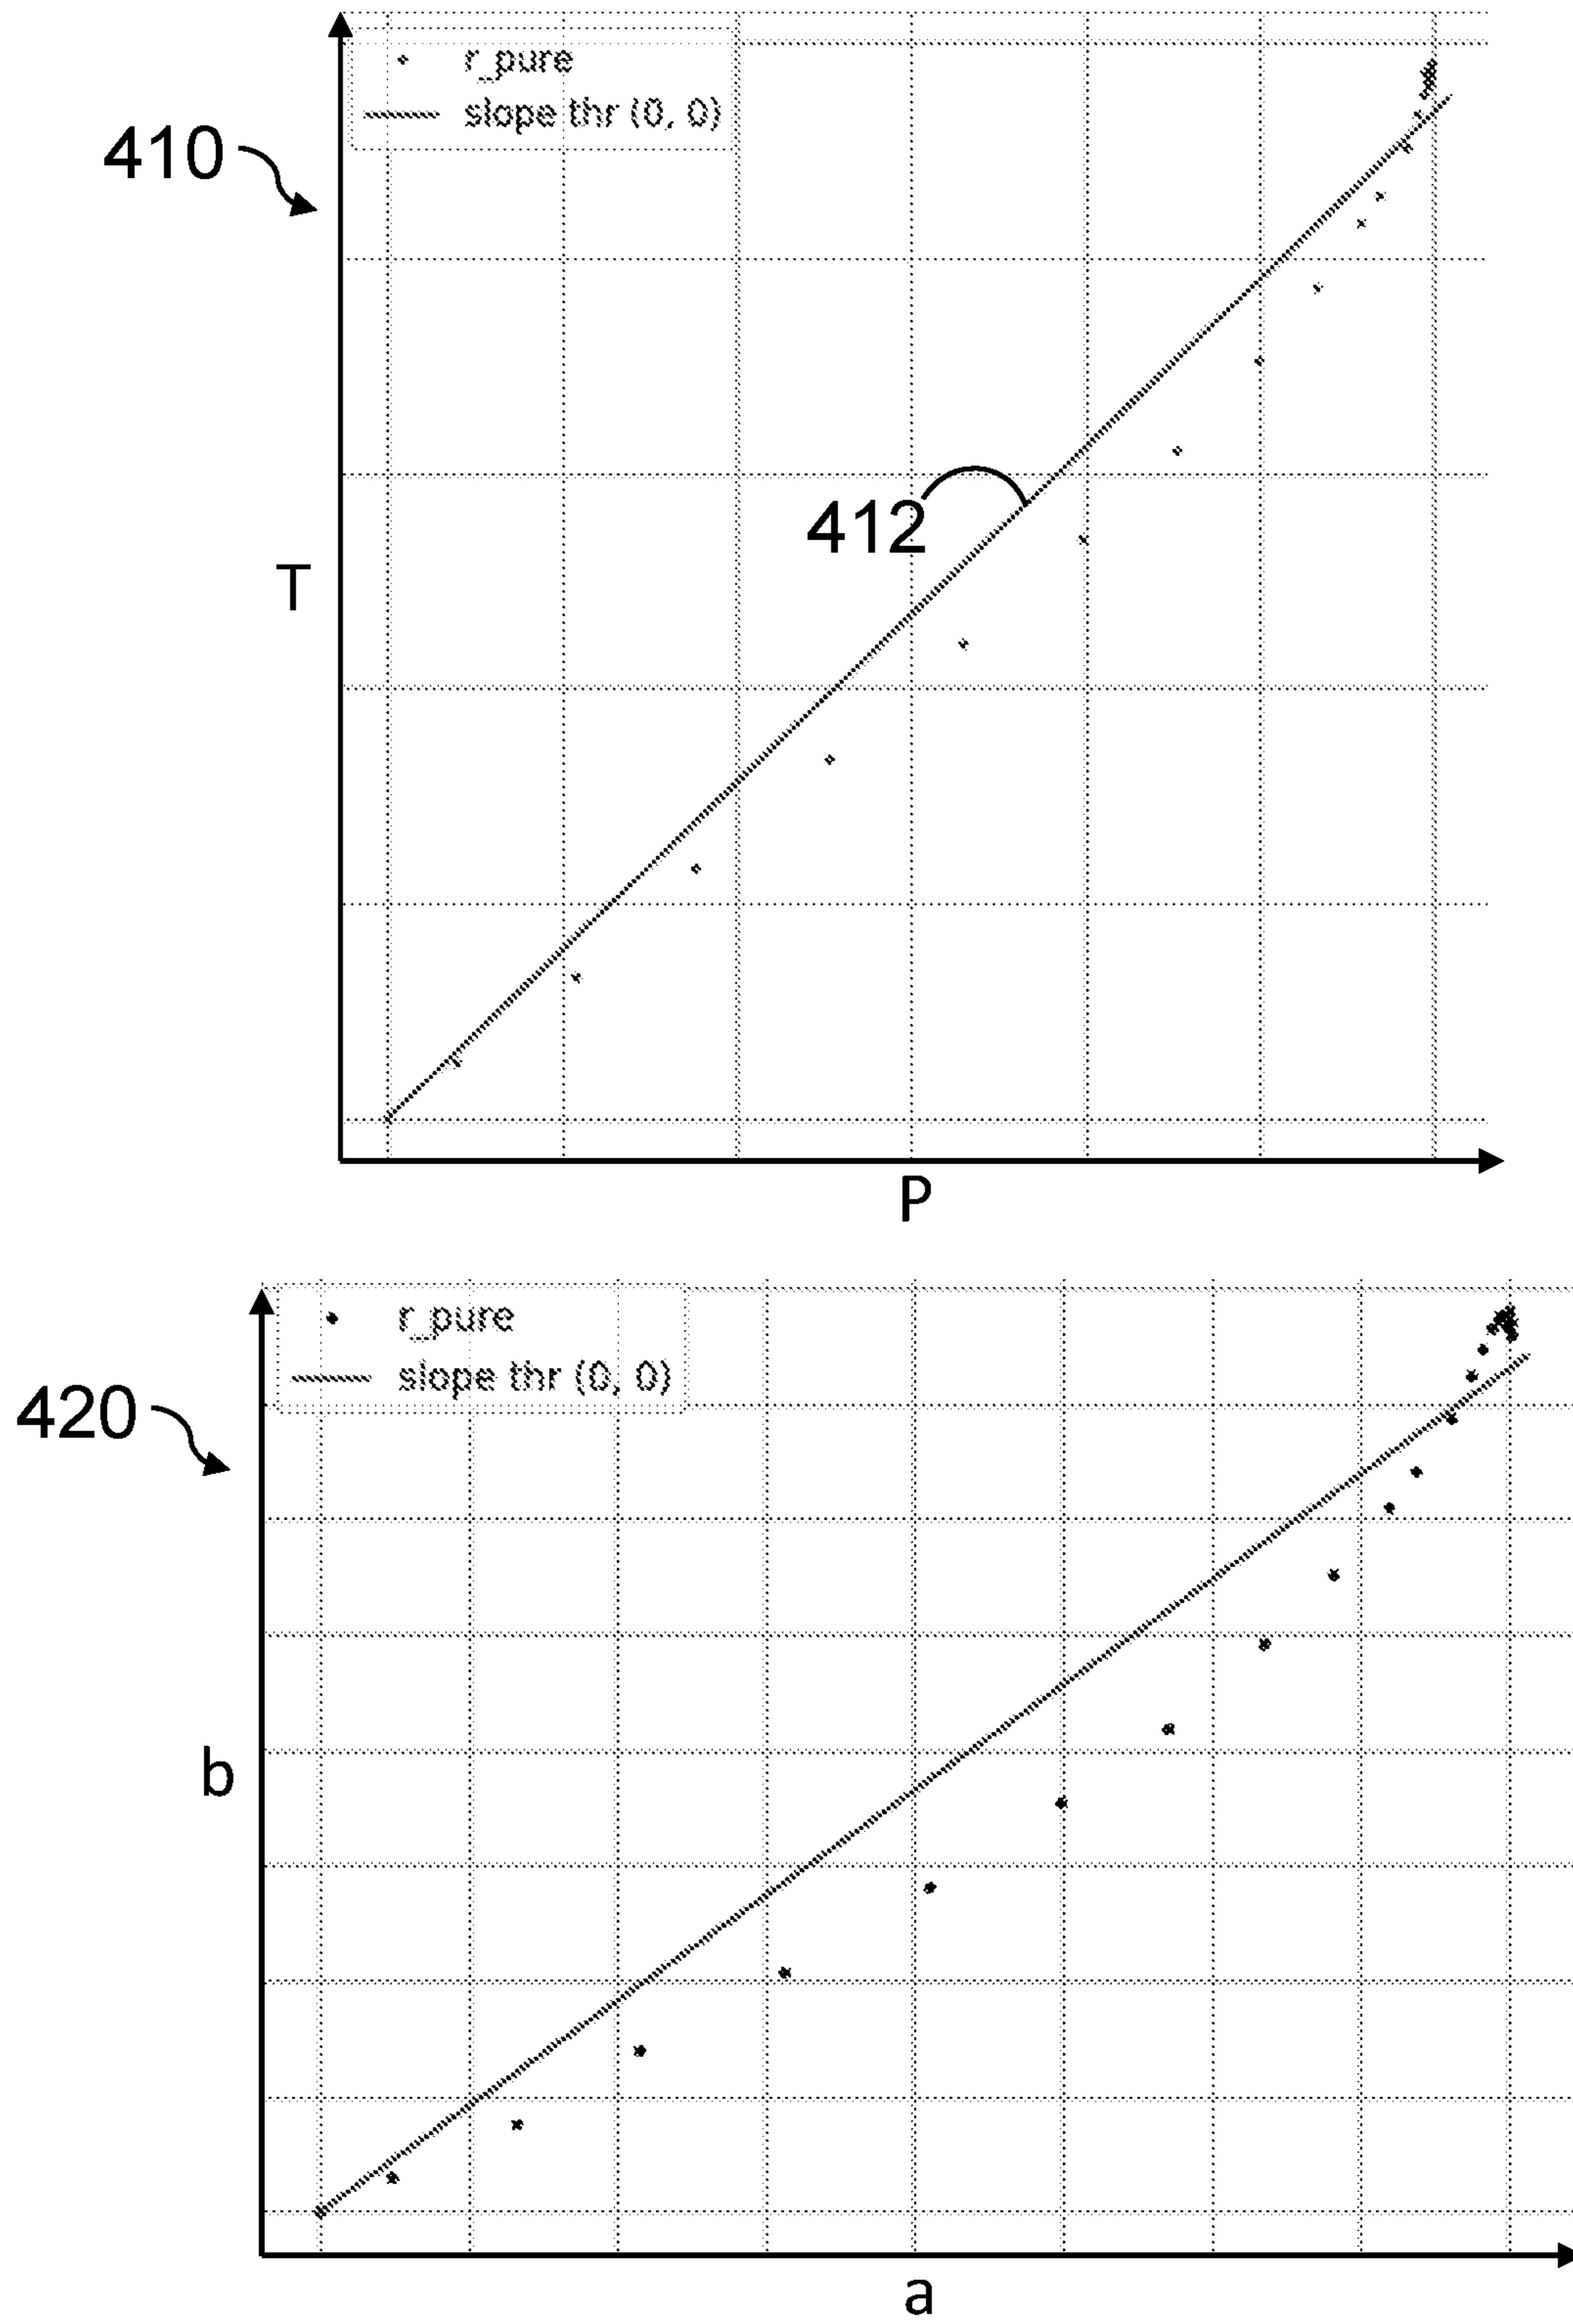 r_pure
slope thr (0, 0)
410
412
T
P
r_pure
slope thr (0, 0)
420
b
a